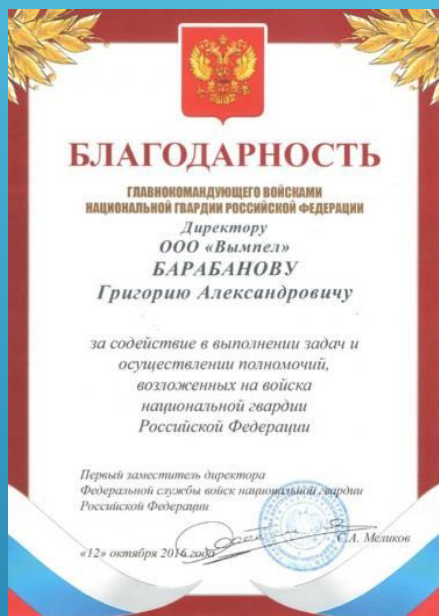 БЛАГОДАРНОСТЬ
ГЛАВНОКОМАНДУЮЩЕГО ВОЙСКАМИ
НАЦИОНАЛЬНОЙ ГВАРДИИ РОССИЙСКОЙ ФЕДЕРАЦИИ
Директору
ООО «Вымпел»
БАРАБАНОВУ
Григорию Александровичу
за содействие в выполнении задач и
осуществлении полномочий,
возложенных на войска
национальной гвардии
Российской Федерации
Первый заместитель директора
Федеральной службы войск национальной гвардии
Российской Федерации
С.А. Меликов
«12» октября 2016 года